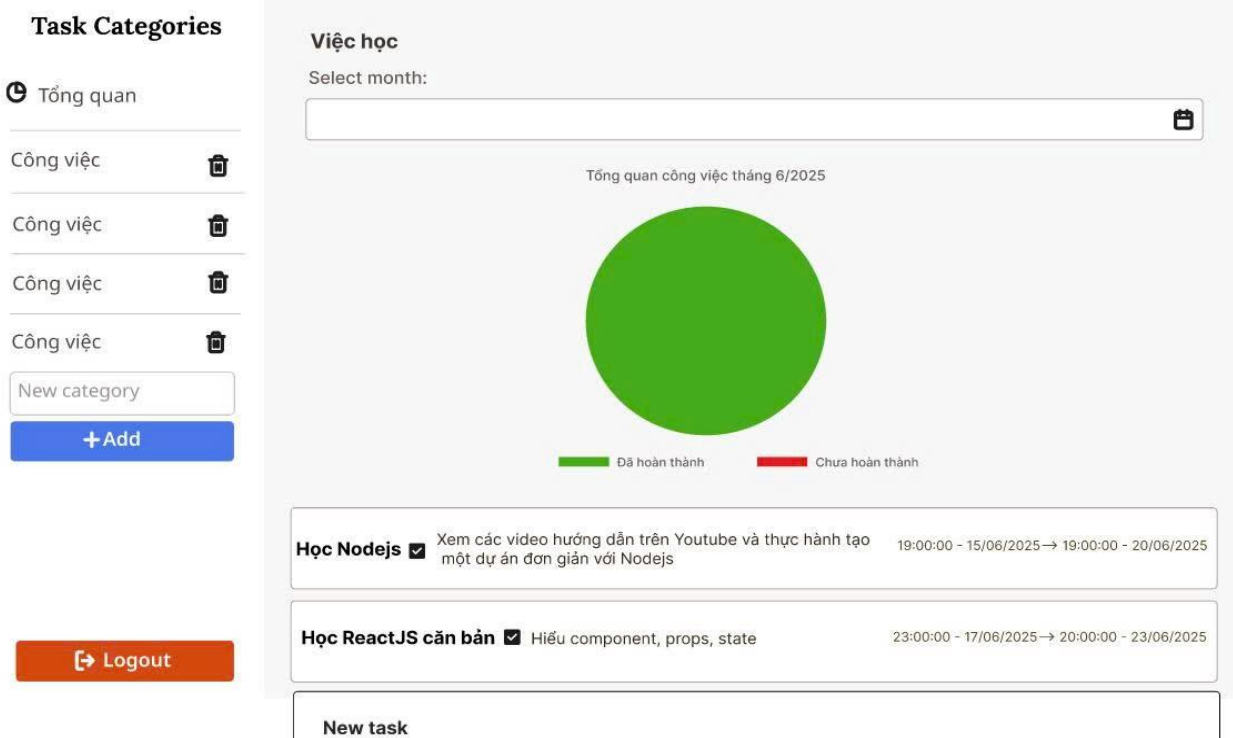 Task Categories
Tổng quan
Công việc
Công việc
Công việc
Công việc
New category
+Add
Logout
Việc học
Select month:
Tổng quan công việc tháng 6/2025
Đã hoàn thành
Chưa hoàn thành
Học Nodejs
Xem các video hướng dẫn trên Youtube và thực hành tạo
một dự án đơn giản với Nodejs
19:00:00 - 15/06/2025→ 19:00:00 - 20/06/2025
Học ReactJS căn bản
Hiểu component, props, state
23:00:00 - 17/06/2025→ 20:00:00 - 23/06/2025
New task